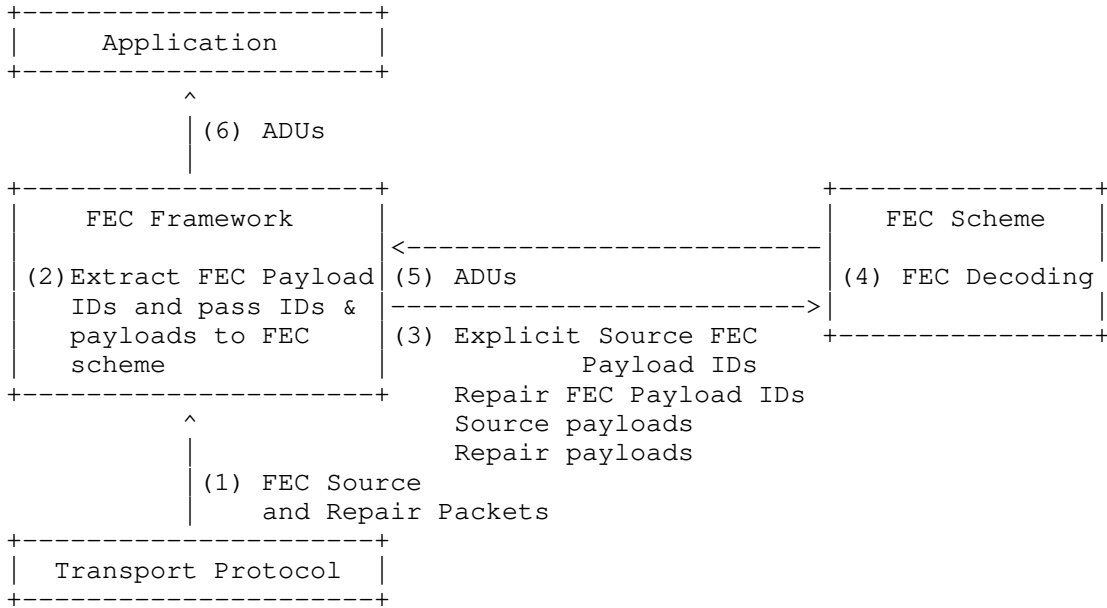 Application
(6) ADUs
FEC Framework
FEC Scheme
(2)Extract FEC Payload
IDs and pass IDs &
payloads to FEC
scheme
(5) ADUs
(4) FEC Decoding
(3) Explicit Source FEC
Payload IDs
Repair FEC Payload IDs
Source payloads
Repair payloads
(1) FEC Source
and Repair Packets
Transport Protocol